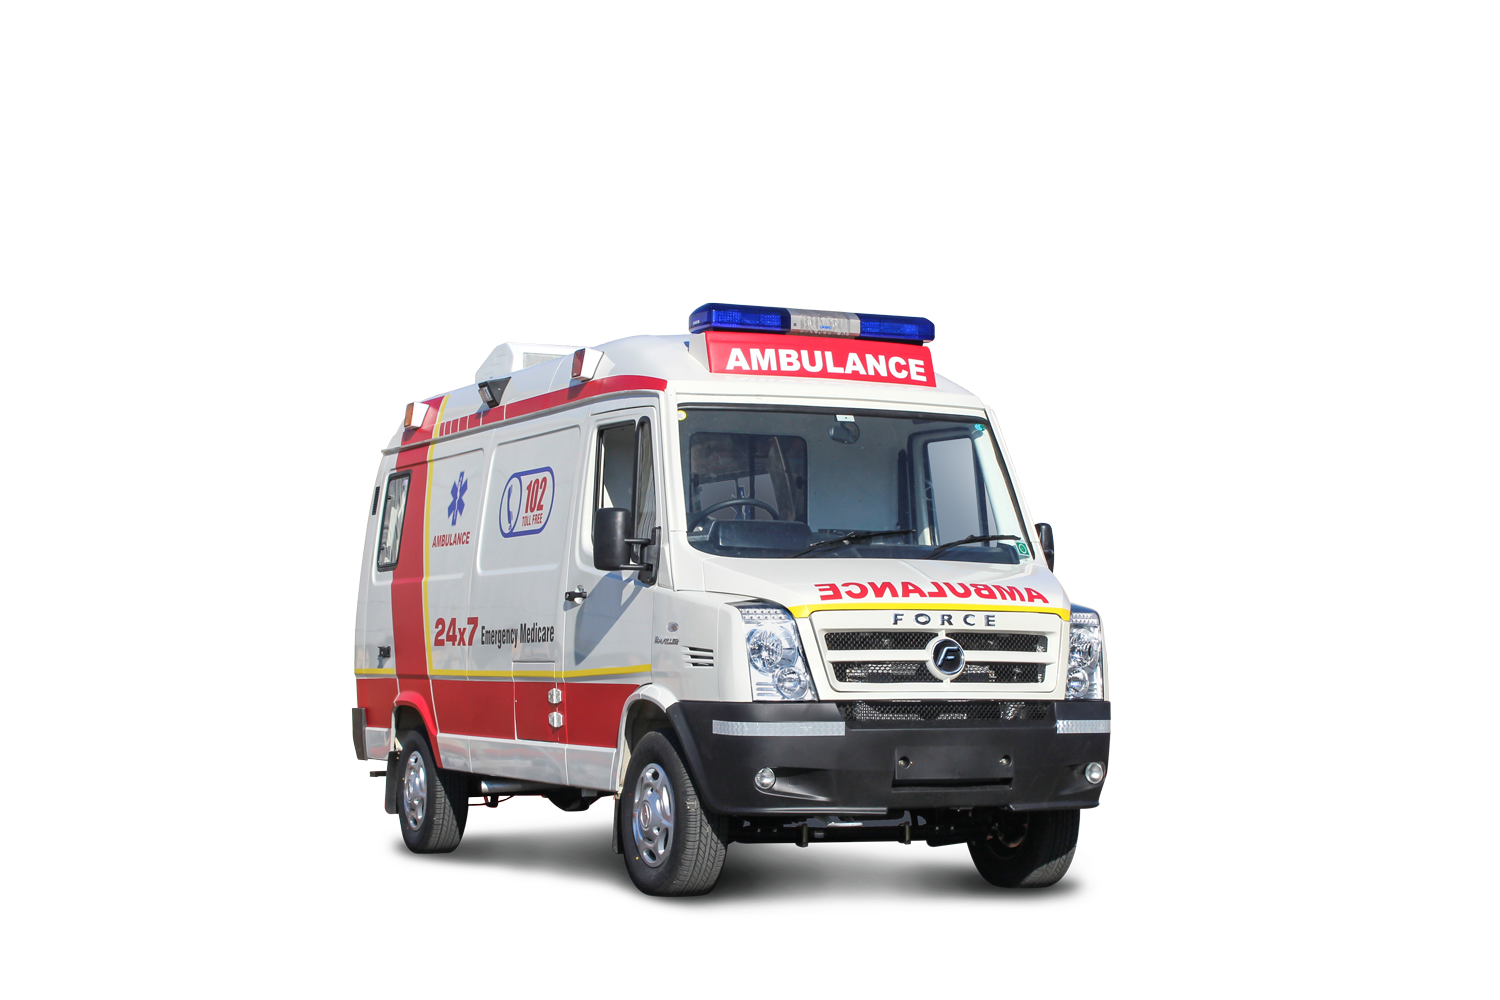 AMBULANCE
102
TOLL FREE
AMBULANCE
24x7 Emergency Medicare
AMBULANCE
FORCE
F